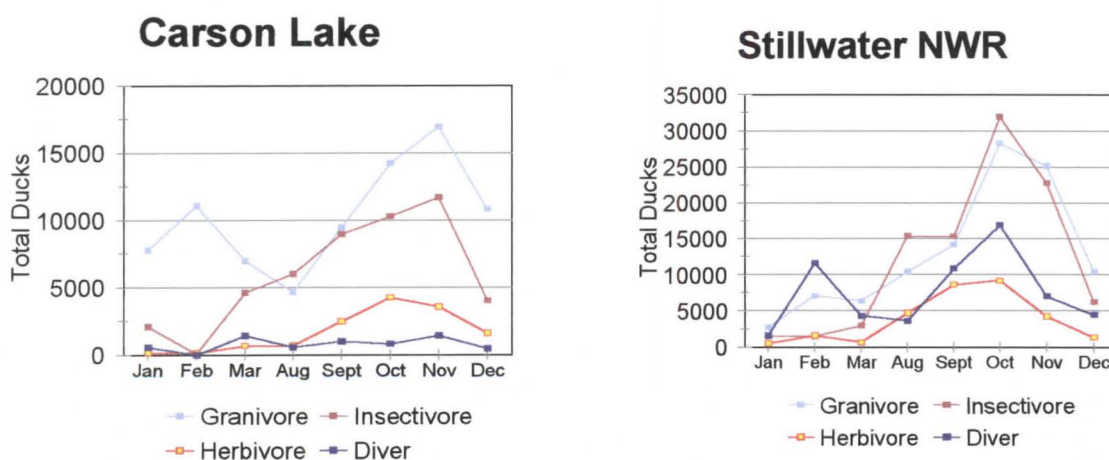 Carson Lake
Total Ducks
20000
15000
10000
5000
0
Jan Feb Mar Aug Sept Oct Nov Dec
Granivore Insectivore
Herbivore Diver
Stillwater NWR
Total Ducks
35000
30000
25000
20000
15000
10000
5000
0
Jan Feb Mar Aug Sept Oct Nov Dec
Granivore Insectivore
Herbivore Diver